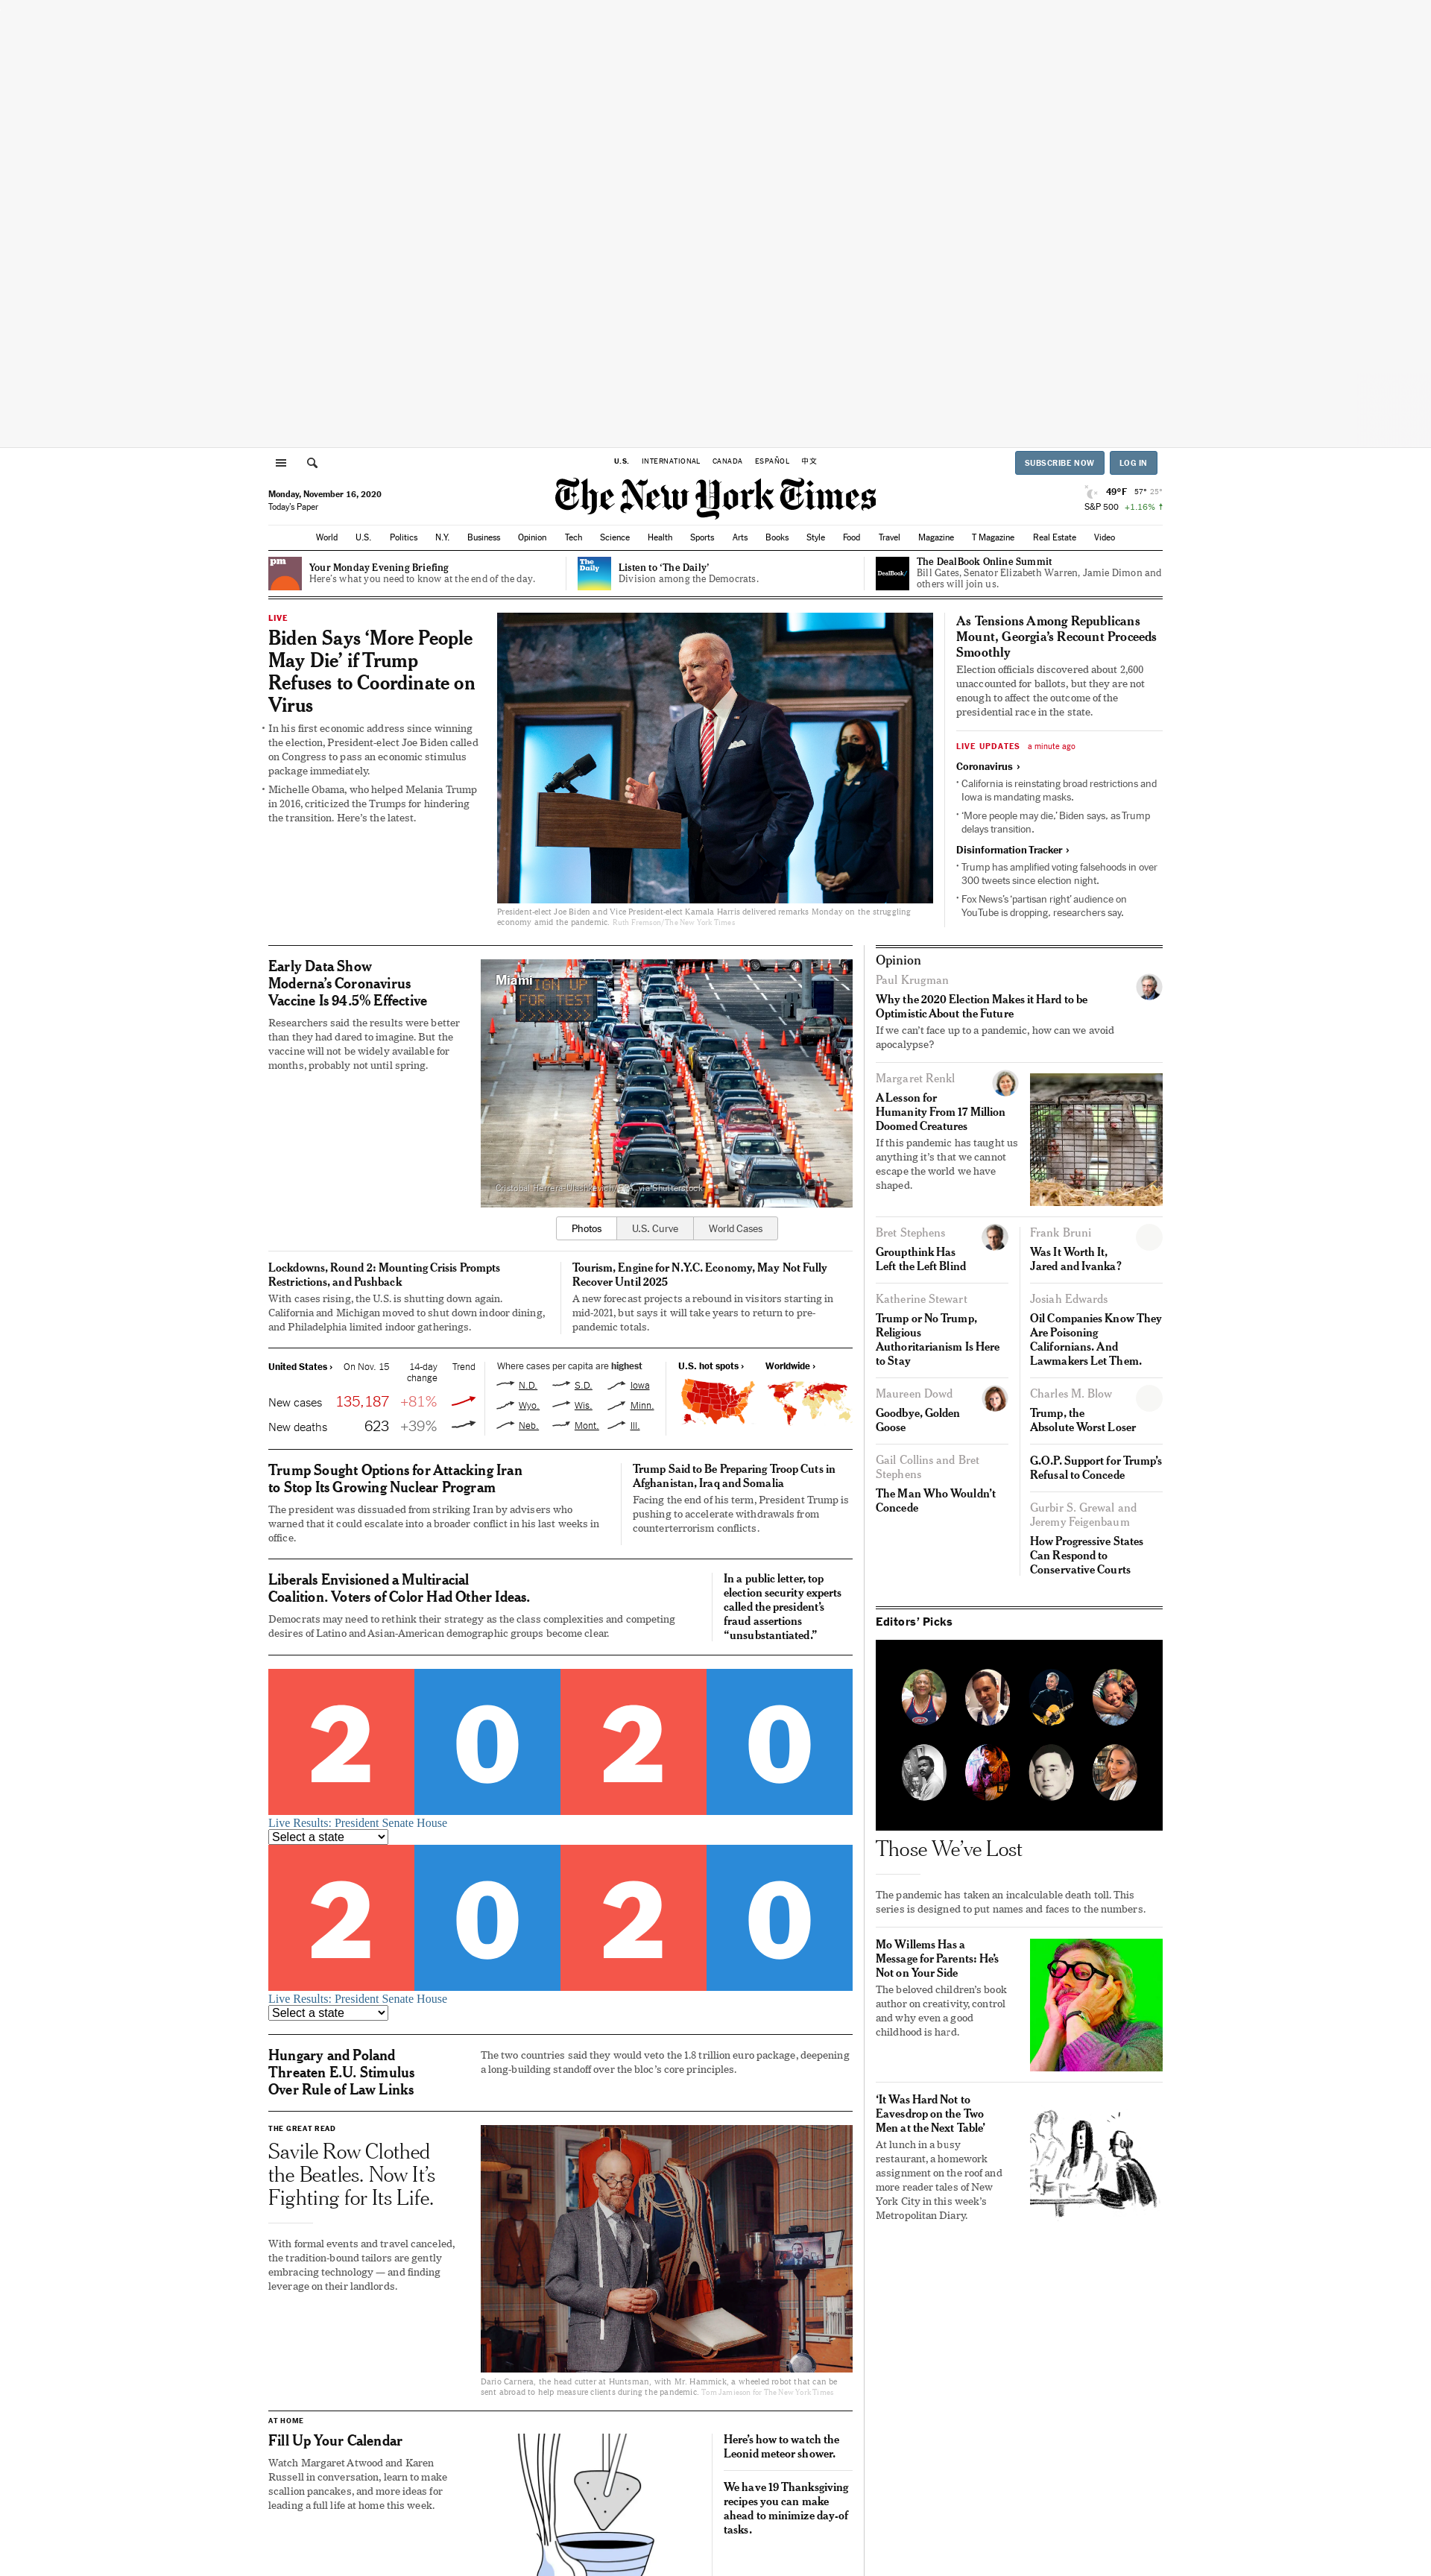 U.S. INTERNATIONAL CANADA ESPAÑOL 中文
SUBSCRIBE NOW LOG IN
Monday, November 16, 2020
Today's Paper
The New York Times
49°F 57° 25°
S&P 500 +1.16% ↑
World U.S. Politics N.Y. Business Opinion Tech Science Health Sports Arts Books Style Food Travel Magazine T Magazine Real Estate Video
pm
Your Monday Evening Briefing
Here's what you need to know at the end of the day.
The
Daily
Listen to 'The Daily'
Division among the Democrats.
DealBook
The DealBook Online Summit
Bill Gates, Senator Elizabeth Warren, Jamie Dimon and
others will join us.
LIVE
Biden Says ‘More People
May Die’ if Trump
Refuses to Coordinate on
Virus
• In his first economic address since winning
the election, President-elect Joe Biden called
on Congress to pass an economic stimulus
package immediately.
• Michelle Obama, who helped Melania Trump
in 2016, criticized the Trumps for hindering
the transition. Here’s the latest.
President-elect Joe Biden and Vice President-elect Kamala Harris delivered remarks Monday on the struggling
economy amid the pandemic. Ruth Fremson/The New York Times
As Tensions Among Republicans
Mount, Georgia’s Recount Proceeds
Smoothly
Election officials discovered about 2,600
unaccounted for ballots, but they are not
enough to affect the outcome of the
presidential race in the state.
LIVE UPDATES a minute ago
Coronavirus ›
• California is reinstating broad restrictions and
Iowa is mandating masks.
• ‘More people may die,’ Biden says, as Trump
delays transition.
Disinformation Tracker ›
• Trump has amplified voting falsehoods in over
300 tweets since election night.
• Fox News’s ‘partisan right’ audience on
YouTube is dropping, researchers say.
Early Data Show
Moderna’s Coronavirus
Vaccine Is 94.5% Effective
Researchers said the results were better
than they had dared to imagine. But the
vaccine will not be widely available for
months, probably not until spring.
Miami
SIGN UP
FOR TEST
Cristobal Herrera-Ulashkevich/EPA, via Shutterstock
Photos U.S. Curve World Cases
Lockdowns, Round 2: Mounting Crisis Prompts
Restrictions, and Pushback
With cases rising, the U.S. is shutting down again.
California and Michigan moved to shut down indoor dining,
and Philadelphia limited indoor gatherings.
Tourism, Engine for N.Y.C. Economy, May Not Fully
Recover Until 2025
A new forecast projects a rebound in visitors starting in
mid-2021, but says it will take years to return to pre-
pandemic totals.
United States › On Nov. 15 14-day
change Trend
New cases 135,187 +81%
New deaths 623 +39%
Where cases per capita are highest
N.D. S.D. Iowa
Wyo. Wis. Minn.
Neb. Mont. Ill.
U.S. hot spots › Worldwide ›
Trump Sought Options for Attacking Iran
to Stop Its Growing Nuclear Program
The president was dissuaded from striking Iran by advisers who
warned that it could escalate into a broader conflict in his last weeks in
office.
Trump Said to Be Preparing Troop Cuts in
Afghanistan, Iraq and Somalia
Facing the end of his term, President Trump is
pushing to accelerate withdrawals from
counterterrorism conflicts.
Liberals Envisioned a Multiracial
Coalition. Voters of Color Had Other Ideas.
Democrats may need to rethink their strategy as the class complexities and competing
desires of Latino and Asian-American demographic groups become clear.
In a public letter, top
election security experts
called the president’s
fraud assertions
“unsubstantiated.”
2020
Live Results: President Senate House
Select a state
2020
Live Results: President Senate House
Select a state
Hungary and Poland
Threaten E.U. Stimulus
Over Rule of Law Links
The two countries said they would veto the 1.8 trillion euro package, deepening
a long-building standoff over the bloc’s core principles.
THE GREAT READ
Savile Row Clothed
the Beatles. Now It’s
Fighting for Its Life.
With formal events and travel canceled,
the tradition-bound tailors are gently
embracing technology — and finding
leverage on their landlords.
Dario Carnera, the head cutter at Huntsman, with Mr. Hammick, a wheeled robot that can be
sent abroad to help measure clients during the pandemic. Tom Jamieson for The New York Times
AT HOME
Fill Up Your Calendar
Watch Margaret Atwood and Karen
Russell in conversation, learn to make
scallion pancakes, and more ideas for
leading a full life at home this week.
Here’s how to watch the
Leonid meteor shower.
We have 19 Thanksgiving
recipes you can make
ahead to minimize day-of
tasks.
Opinion
Paul Krugman
Why the 2020 Election Makes it Hard to be
Optimistic About the Future
If we can’t face up to a pandemic, how can we avoid
apocalypse?
Margaret Renkl
A Lesson for
Humanity From 17 Million
Doomed Creatures
If this pandemic has taught us
anything it’s that we cannot
escape the world we have
shaped.
Bret Stephens
Groupthink Has
Left the Left Blind
Katherine Stewart
Trump or No Trump,
Religious
Authoritarianism Is Here
to Stay
Maureen Dowd
Goodbye, Golden
Goose
Gail Collins and Bret
Stephens
The Man Who Wouldn’t
Concede
Frank Bruni
Was It Worth It,
Jared and Ivanka?
Josiah Edwards
Oil Companies Know They
Are Poisoning
Californians. And
Lawmakers Let Them.
Charles M. Blow
Trump, the
Absolute Worst Loser
G.O.P. Support for Trump’s
Refusal to Concede
Gurbir S. Grewal and
Jeremy Feigenbaum
How Progressive States
Can Respond to
Conservative Courts
Editors’ Picks
Those We’ve Lost
The pandemic has taken an incalculable death toll. This
series is designed to put names and faces to the numbers.
Mo Willems Has a
Message for Parents: He’s
Not on Your Side
The beloved children’s book
author on creativity, control
and why even a good
childhood is hard.
‘It Was Hard Not to
Eavesdrop on the Two
Men at the Next Table’
At lunch in a busy
restaurant, a homework
assignment on the roof and
more reader tales of New
York City in this week’s
Metropolitan Diary.